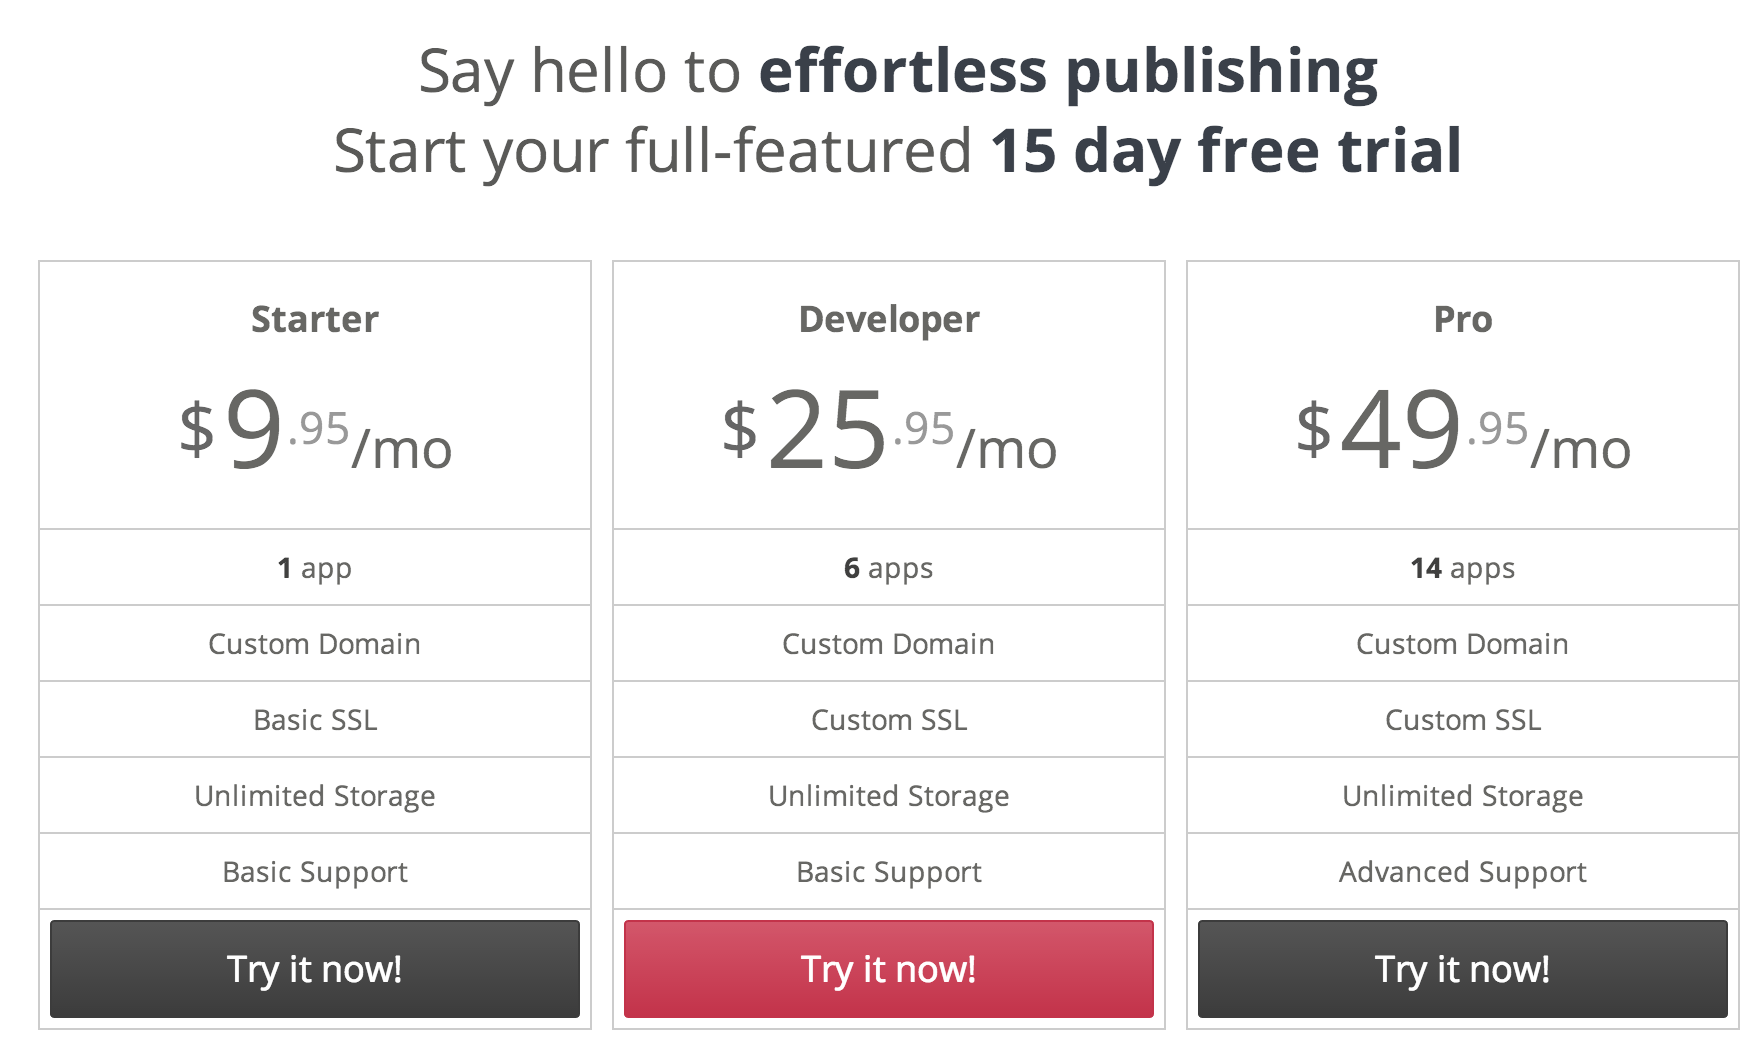 Say hello to effortless publishing
Start your full-featured 15 day free trial
Starter
$9.95/mo
1 app
Custom Domain
Basic SSL
Unlimited Storage
Basic Support
Try it now!
Developer
$25.95/mo
6 apps
Custom Domain
Custom SSL
Unlimited Storage
Basic Support
Try it now!
Pro
$49.95/mo
14 apps
Custom Domain
Custom SSL
Unlimited Storage
Advanced Support
Try it now!